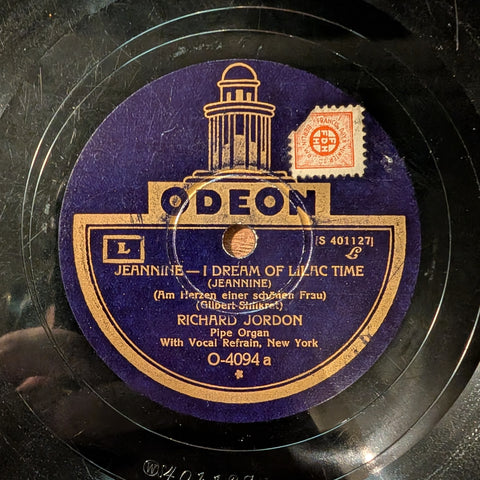 ODEON
L
[S 401127]
JEANNINE — I DREAM OF LILAC TIME
(JEANNINE)
(Am Herzen einer schönen Frau)
(Gilbert-Shilkret)
RICHARD JORDON
Pipe Organ
With Vocal Refrain, New York
O-4094 a